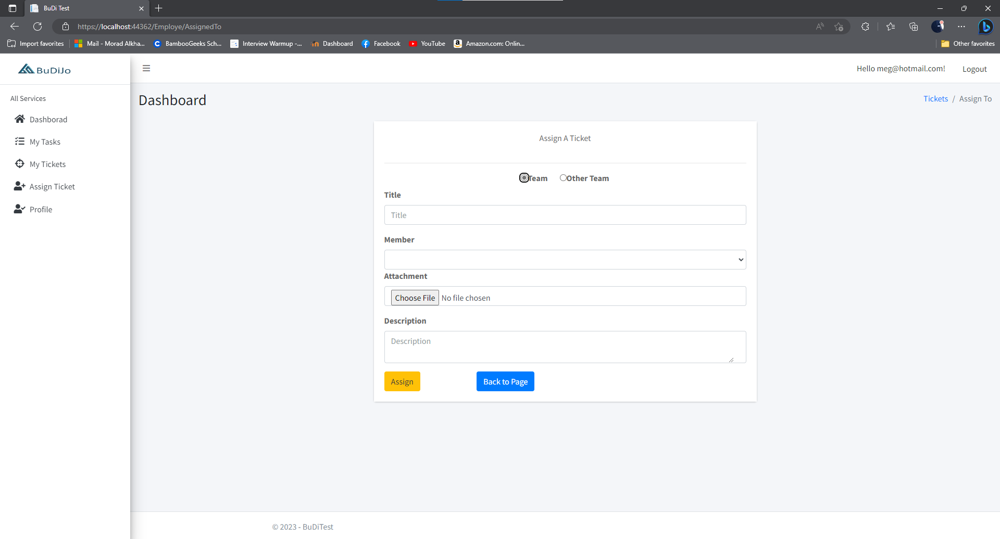 BuDi Test
https://localhost:44362/Employe/AssignedTo
Import favorites
Mail - Morad Alkha...
BambooGeeks Sch...
Interview Warmup -...
Dashboard
Facebook
YouTube
Amazon.com: Onlin...
Other favorites
BuDiJo
Hello meg@hotmail.com!
Logout
All Services
Dashborad
My Tasks
My Tickets
Assign Ticket
Profile
Dashboard
Tickets / Assign To
Assign A Ticket
Team Other Team
Title
Title
Member
Attachment
Choose File No file chosen
Description
Description
Assign
Back to Page
© 2023 - BuDiTest